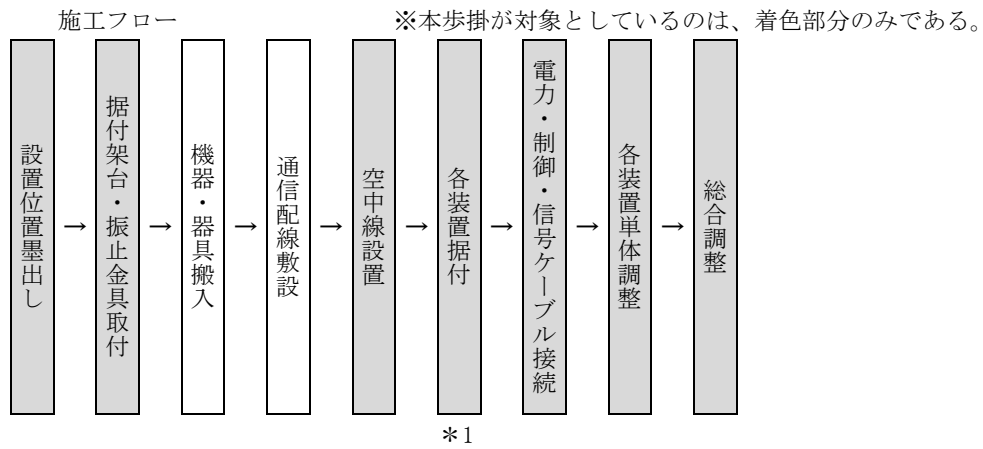 施工フロー ※本歩掛が対象としているのは、着色部分のみである。
設置位置墨出し
→
据付架台・振止金具取付
→
機器・器具搬入
→
通信配線敷設
→
空中線設置
→
各装置据付
→
電力・制御・信号ケーブル接続
→
各装置単体調整
→
総合調整
＊1